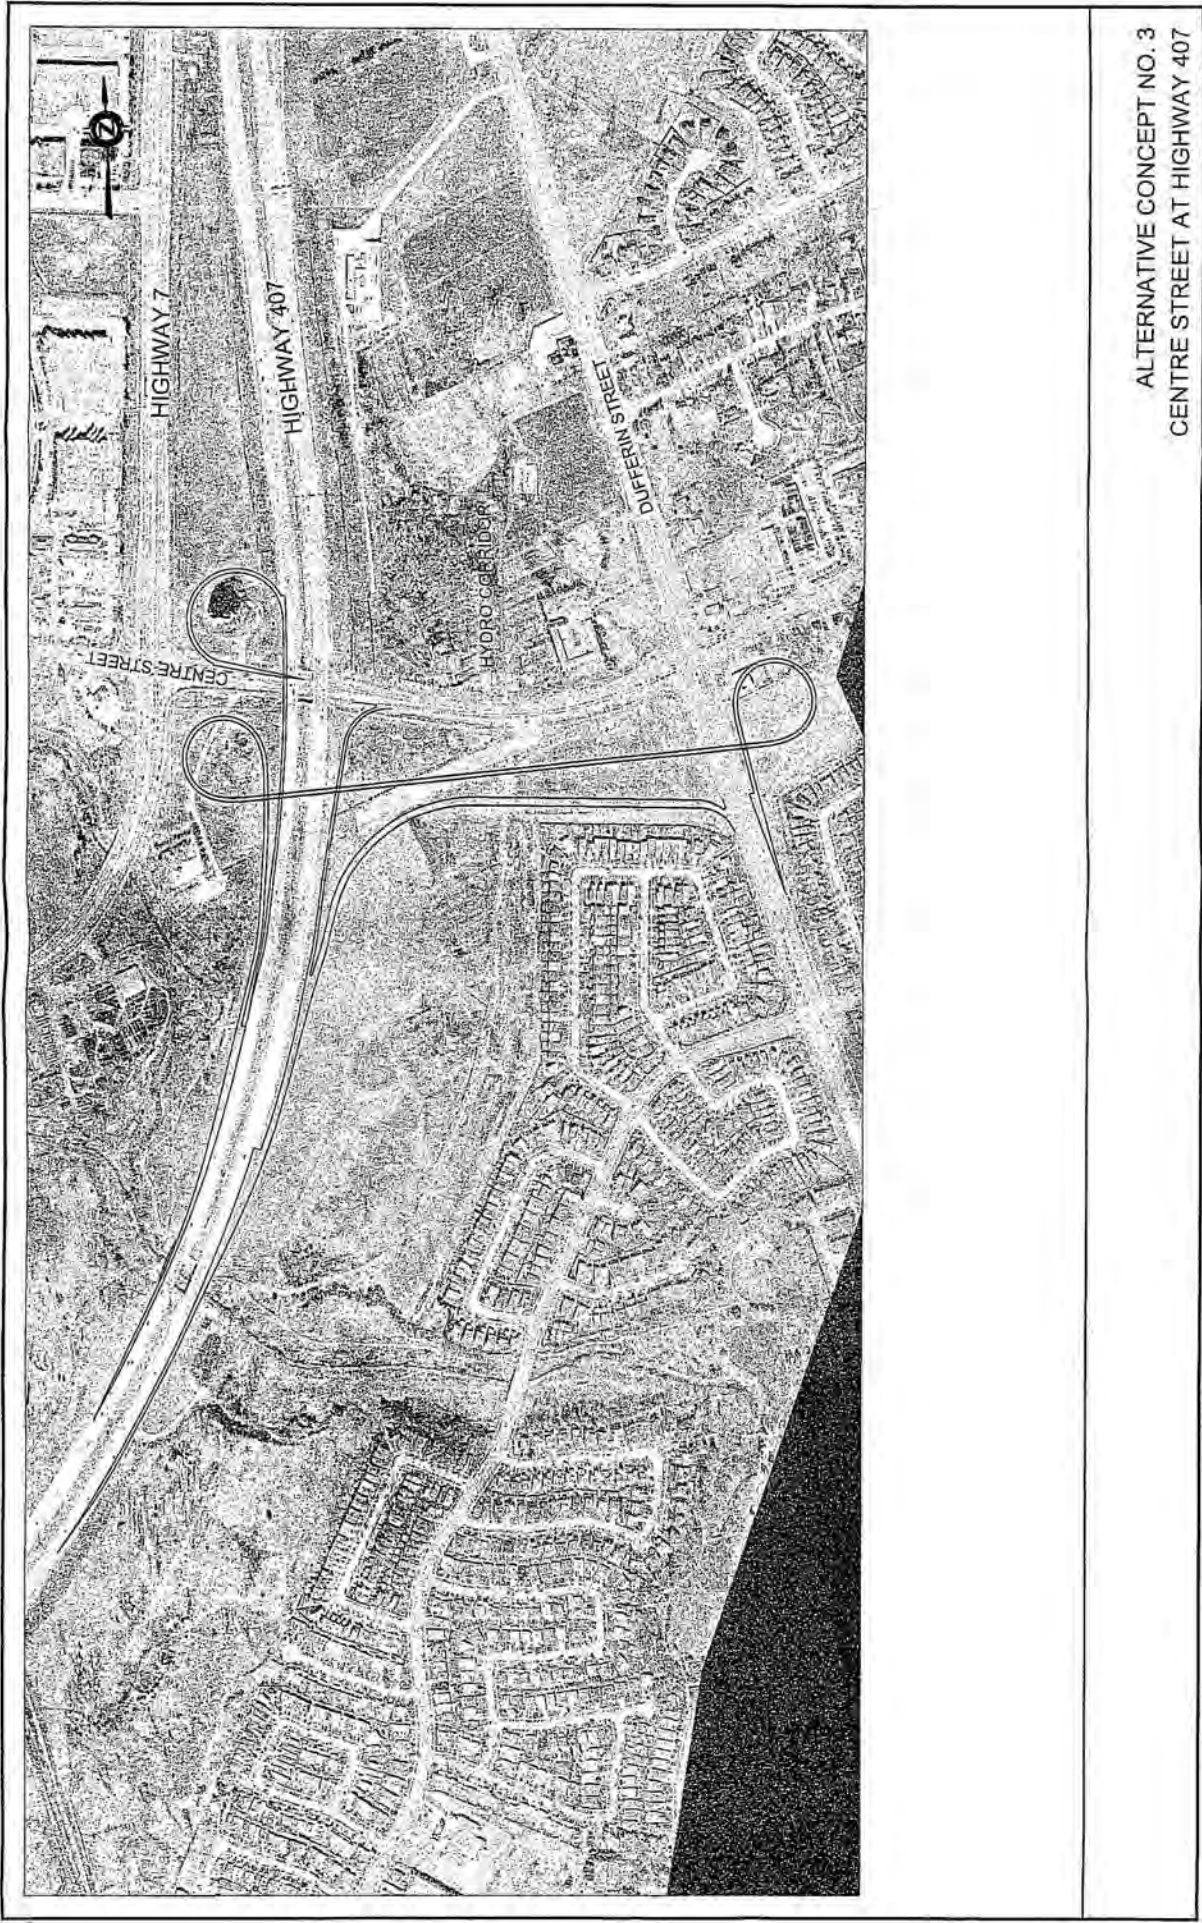 ALTERNATIVE CONCEPT NO. 3
CENTRE STREET AT HIGHWAY 407
HIGHWAY 7
HIGHWAY 407
CENTRE STREET
HYDRO CORRIDOR
DUFFERIN STREET
N